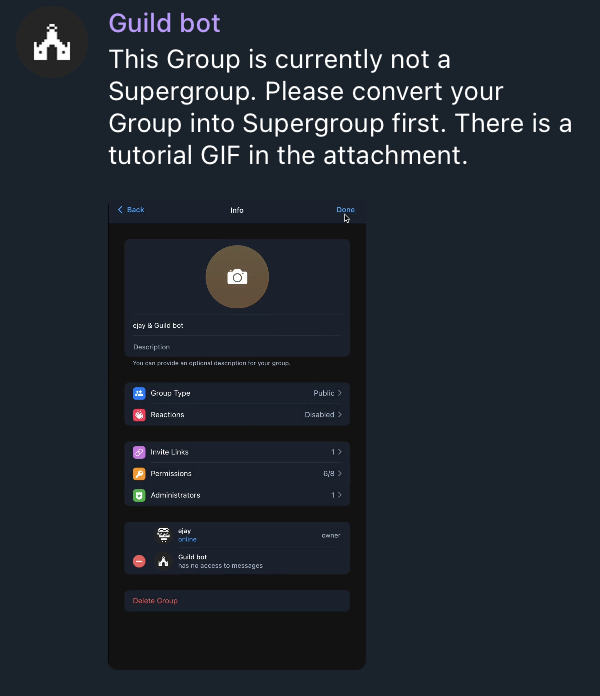 Guild bot
This Group is currently not a
Supergroup. Please convert your
Group into Supergroup first. There is a
tutorial GIF in the attachment.
Back Info Done
ejay & Guild bot
Description
You can provide an optional description for your group.
Group Type Public
Reactions Disabled
Invite Links 1
Permissions 6/8
Administrators 1
ejay
online
owner
Guild bot
has no access to messages
Delete Group